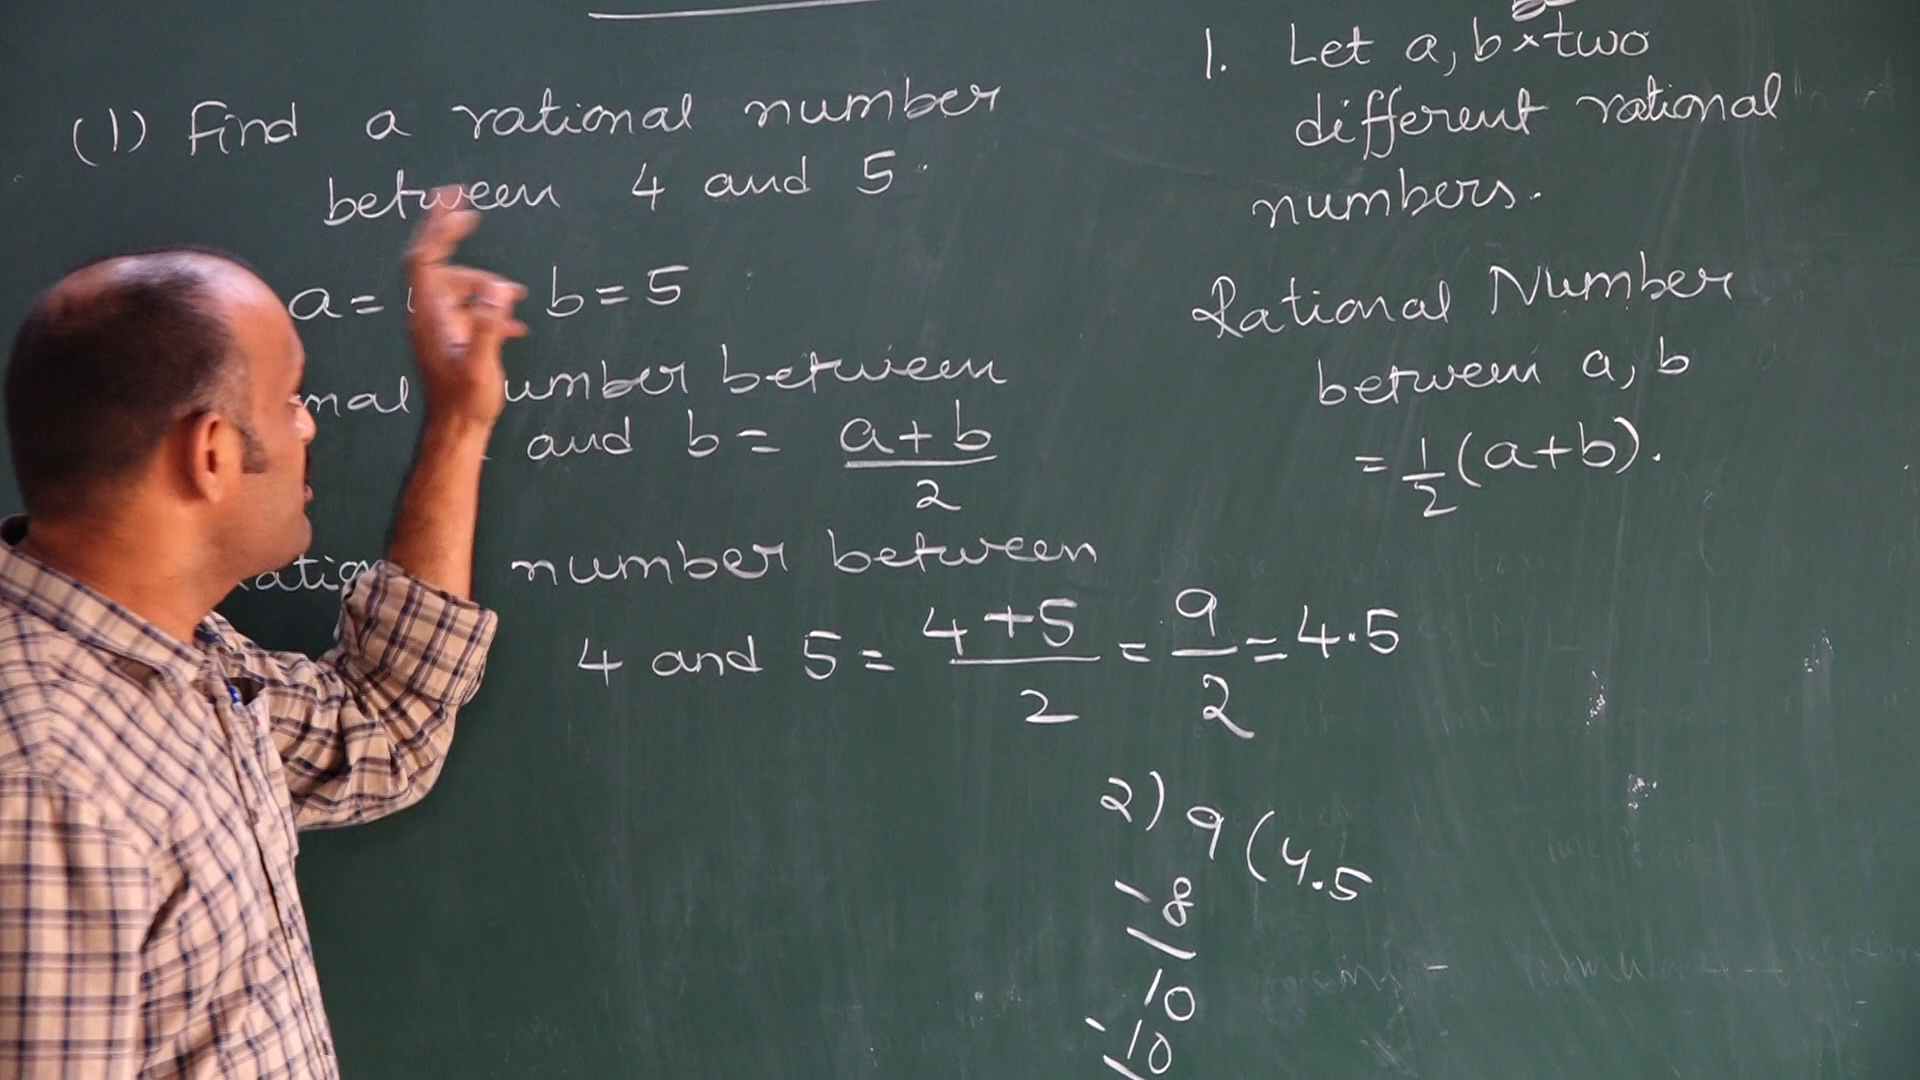 (1) Find a rational number
between 4 and 5.
a = b = 5
number between
and b = a+b/2
number between
4 and 5 = 4+5/2 = 9/2 = 4.5
2) 9 (4.5
-8
10
-10
1. Let a, b two
different rational
numbers.
Rational Number
between a, b
= 1/2 (a+b).